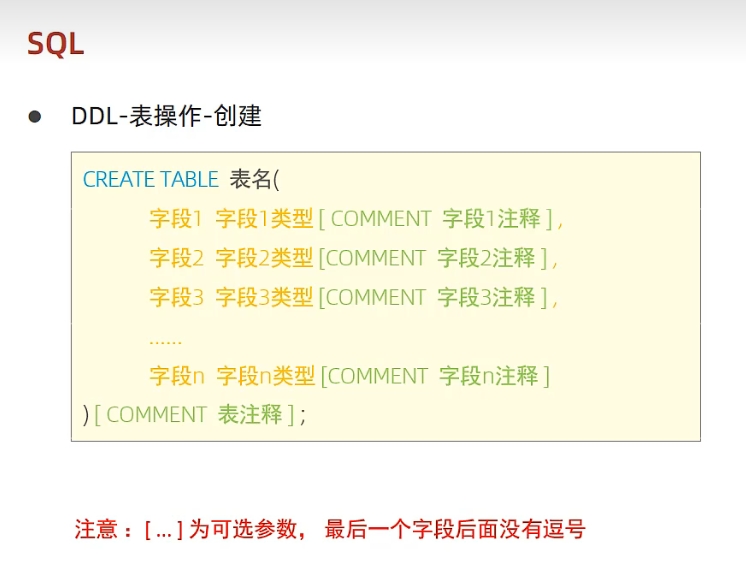 SQL
● DDL-表操作-创建
CREATE TABLE 表名(
字段1 字段1类型[ COMMENT 字段1注释 ] ,
字段2 字段2类型[COMMENT 字段2注释 ] ,
字段3 字段3类型[COMMENT 字段3注释 ] ,
......
字段n 字段n类型[COMMENT 字段n注释 ]
) [ COMMENT 表注释 ] ;
注意：[ ... ] 为可选参数，最后一个字段后面没有逗号